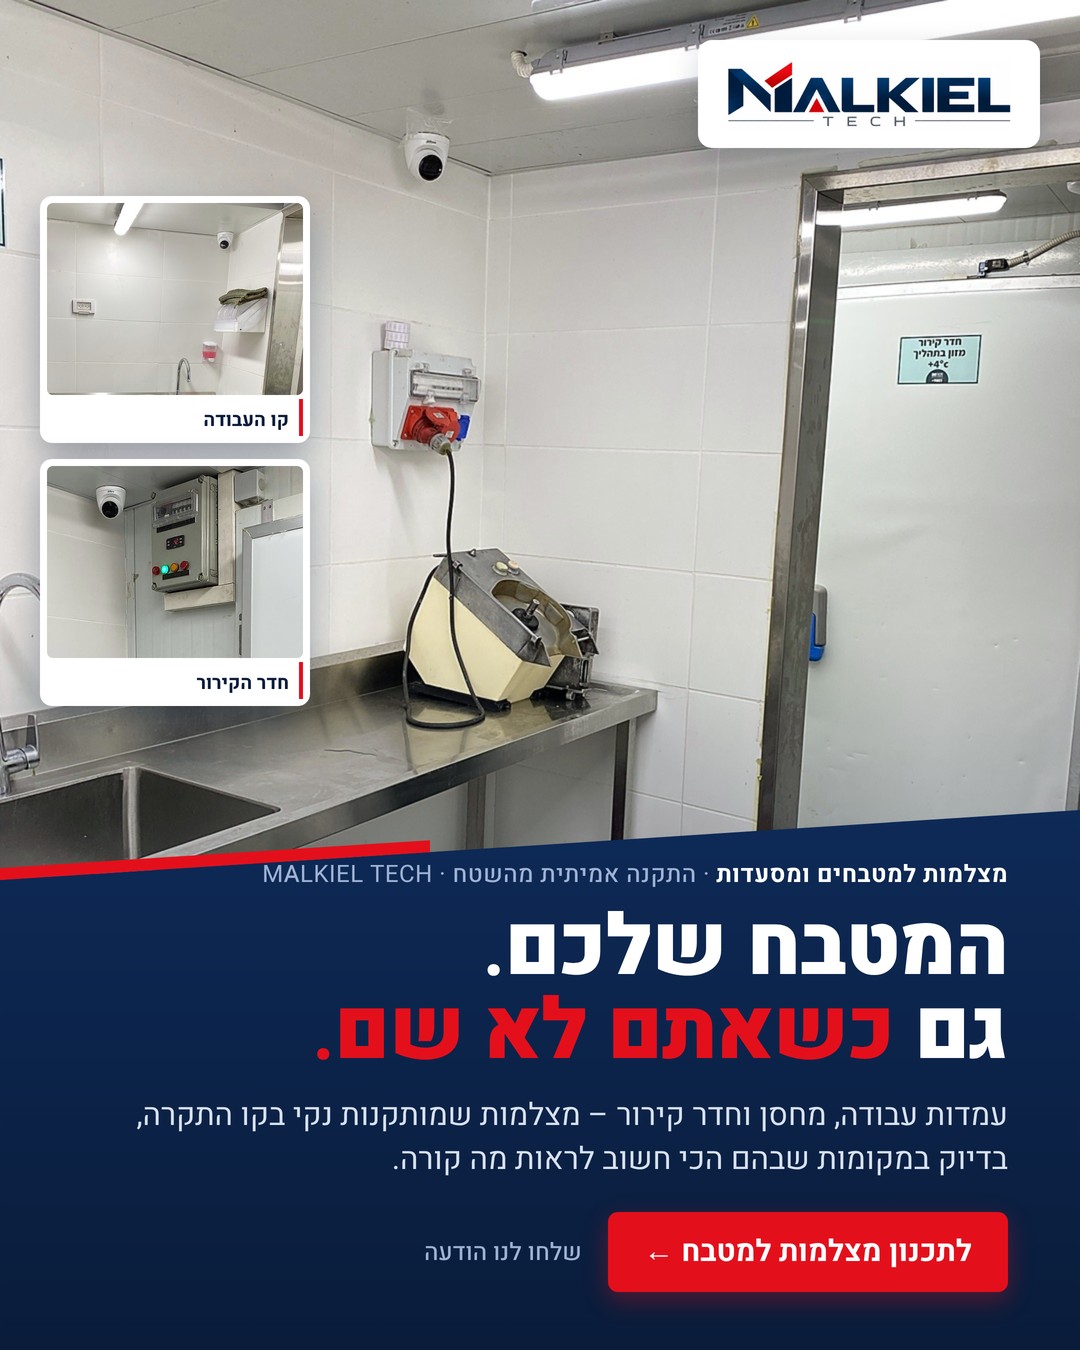 MALKIEL
TECH
חדר קירור
מזון בתהליך
+4°c
קו העבודה
חדר הקירור
מצלמות למטבחים ומסעדות · התקנה אמיתית מהשטח · MALKIEL TECH
המטבח שלכם.
גם כשאתם לא שם.
עמדות עבודה, מחסן וחדר קירור – מצלמות שמותקנות נקי בקו התקרה,
בדיוק במקומות שבהם הכי חשוב לראות מה קורה.
לתכנון מצלמות למטבח ←
שלחו לנו הודעה